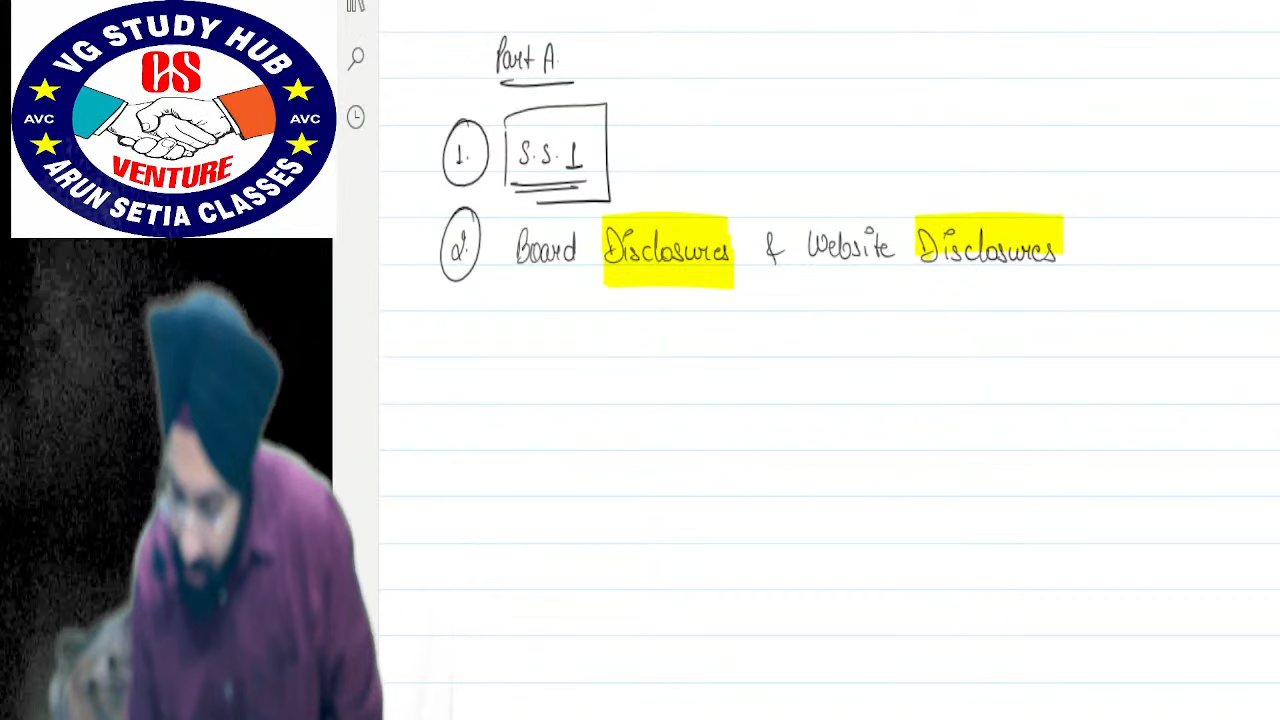 VG STUDY HUB
CS
AVC
AVC
VENTURE
ARUN SETIA CLASSES
Part A.
1. S.S. 1
2. Board Disclosures & Website Disclosures